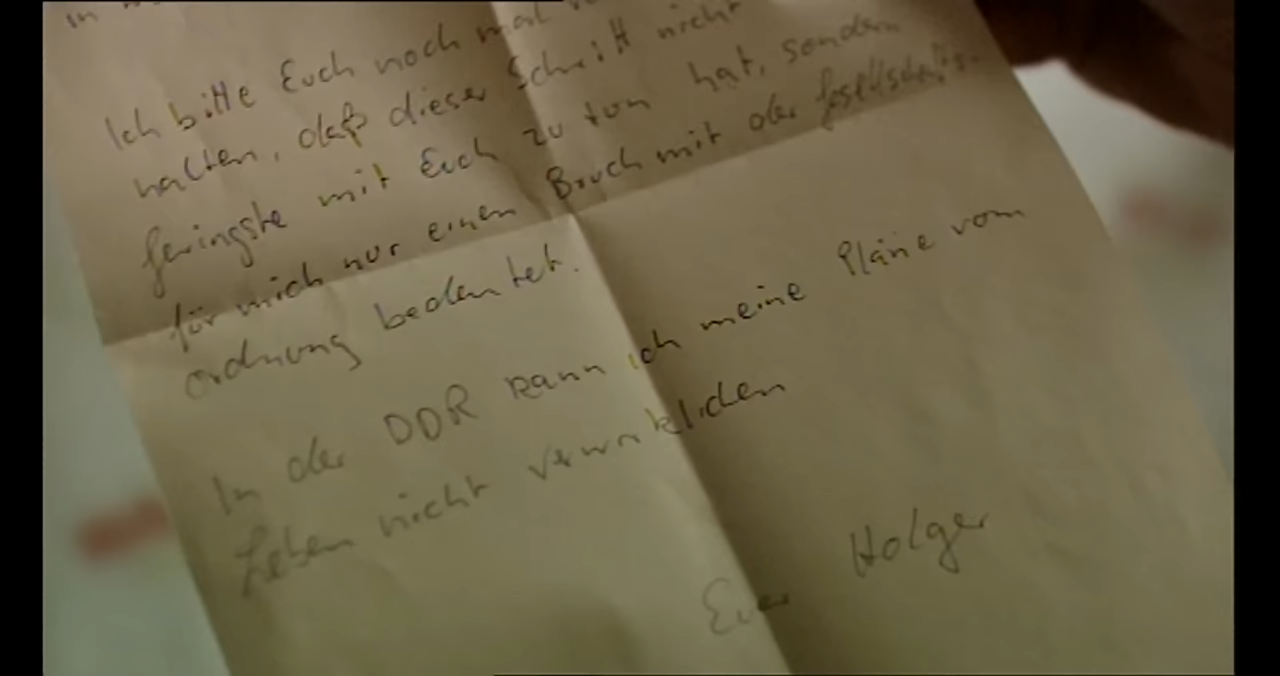 Ich bitte Euch noch mal
halten, daß dieser Schritt nicht
geringste mit Euch zu tun hat, sondern
für mich nur einen Bruch mit der Gesellschafts-
ordnung bedeutet.
In der DDR kann ich meine Pläne vom
Leben nicht verwirklichen
Euer Holger